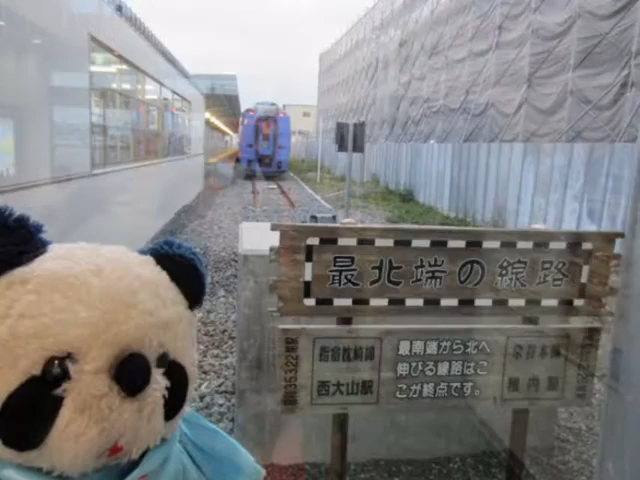 最北端の線路
指宿枕崎線
西大山駅
最南端から北へ
伸びる線路はこ
こが終点です。
宗谷本線
稚内駅